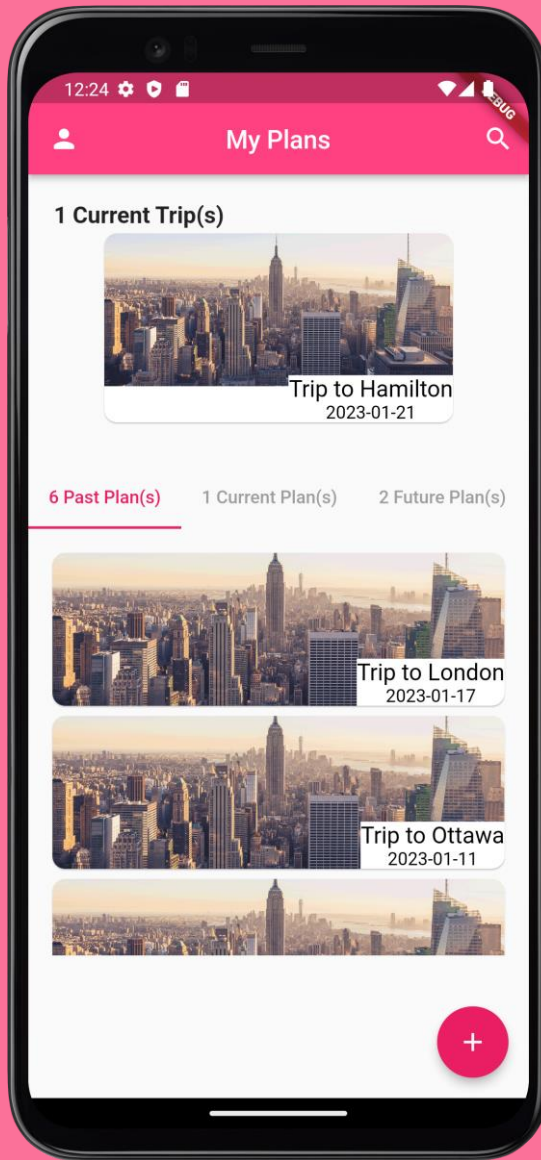 12:24
DEBUG
My Plans
1 Current Trip(s)
Trip to Hamilton
2023-01-21
6 Past Plan(s) 1 Current Plan(s) 2 Future Plan(s)
Trip to London
2023-01-17
Trip to Ottawa
2023-01-11
+